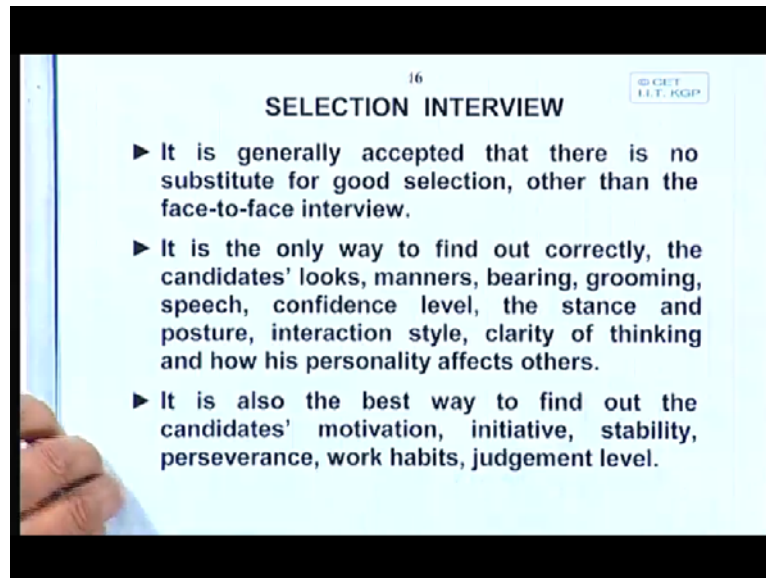 16
© CET
I.I.T. KGP
SELECTION INTERVIEW
► It is generally accepted that there is no
substitute for good selection, other than the
face-to-face interview.
► It is the only way to find out correctly, the
candidates' looks, manners, bearing, grooming,
speech, confidence level, the stance and
posture, interaction style, clarity of thinking
and how his personality affects others.
► It is also the best way to find out the
candidates' motivation, initiative, stability,
perseverance, work habits, judgement level.